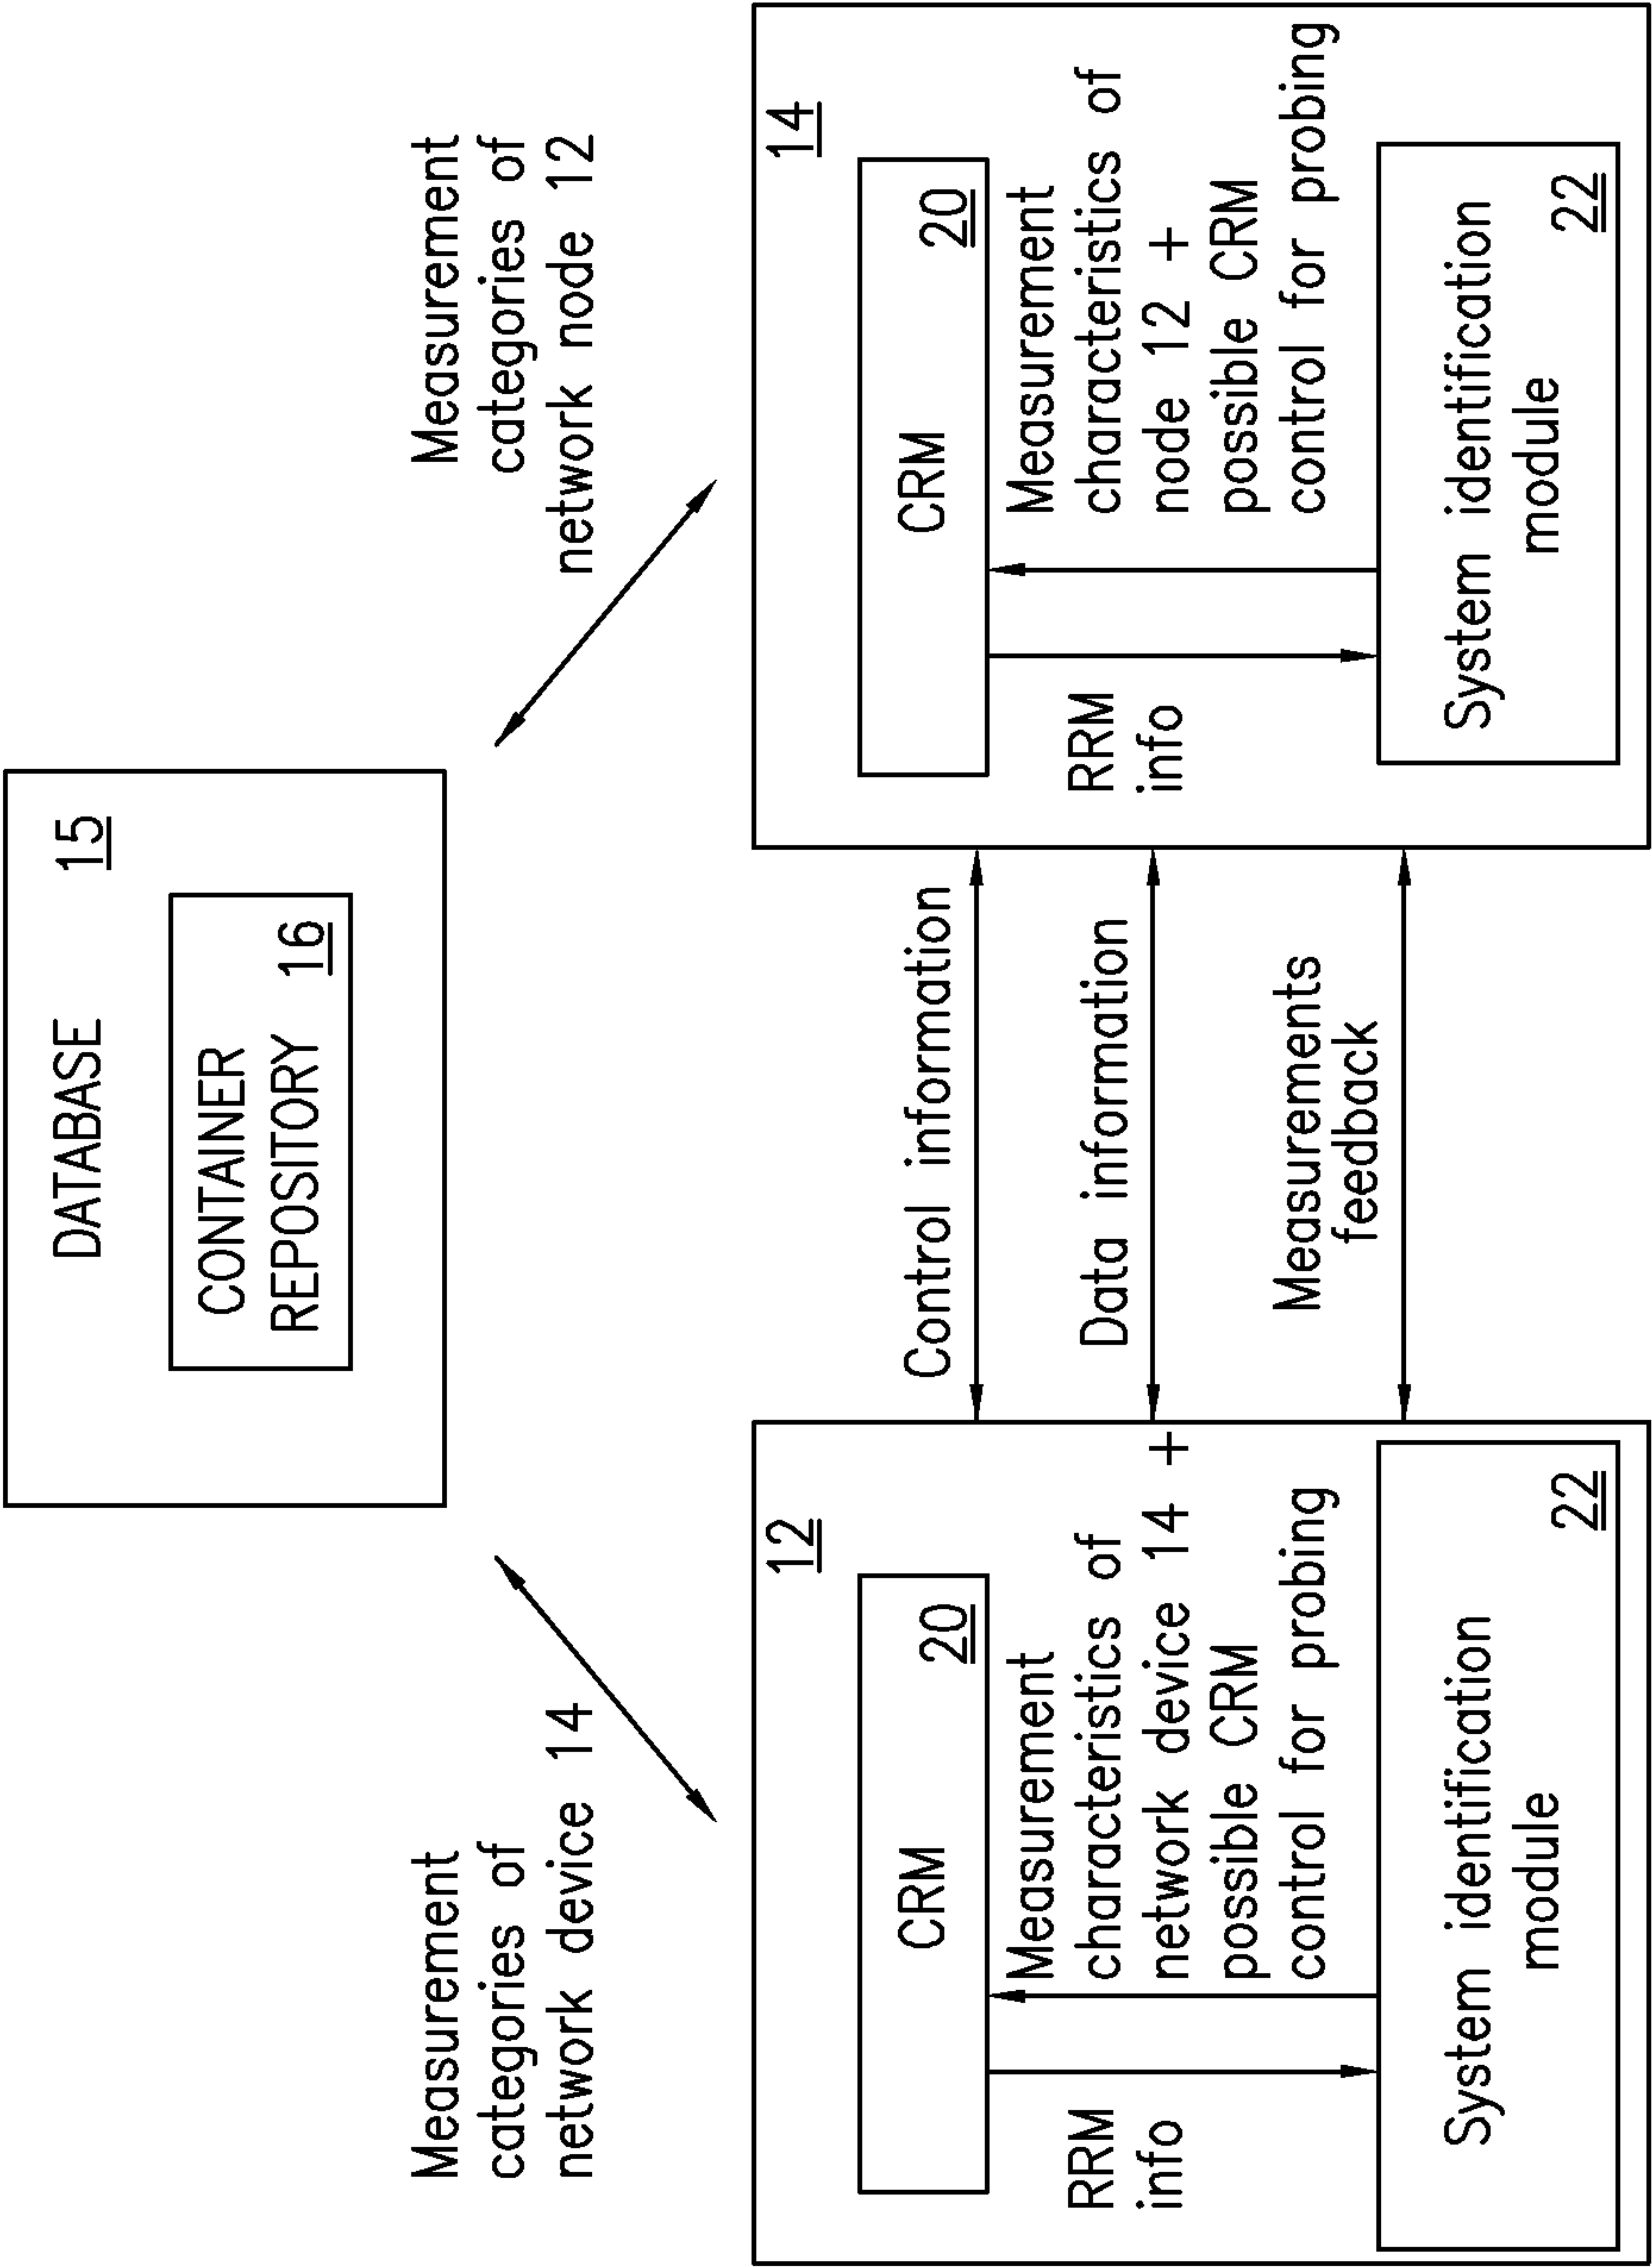 DATABASE 15
CONTAINER
REPOSITORY 16
Measurement
categories of
network device 14
Measurement
categories of
network node 12
12
CRM
20
RRM
info
Measurement
characteristics of
network device 14 +
possible CRM
control for probing
System identification
module
22
Control information
Data information
Measurements
feedback
14
CRM
20
RRM
info
Measurement
characteristics of
node 12 +
possible CRM
control for probing
System identification
module
22